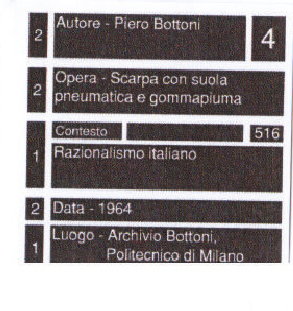 2 Autore - Piero Bottoni 4
2 Opera - Scarpa con suola
pneumatica e gommapiuma
Contesto 516
1 Razionalismo italiano
2 Data - 1964
1 Luogo - Archivio Bottoni,
Politecnico di Milano